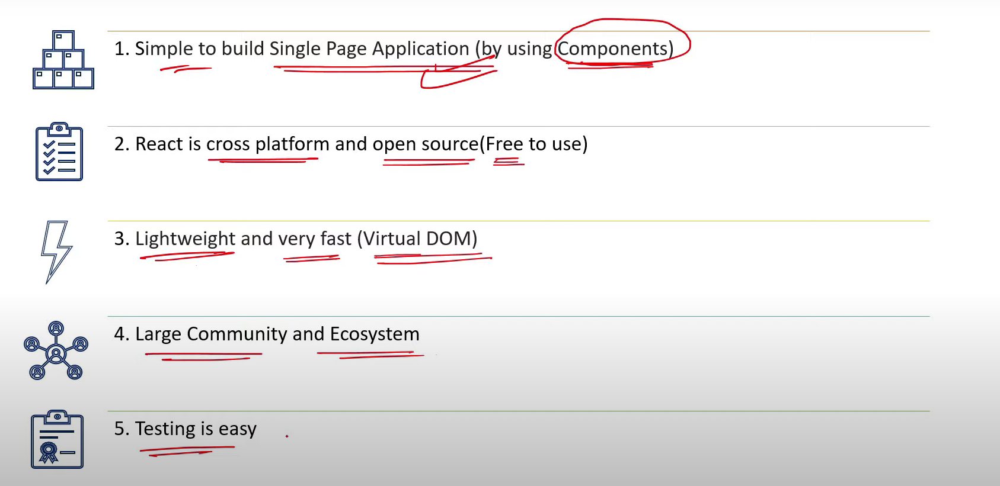 1. Simple to build Single Page Application (by using Components)
2. React is cross platform and open source(Free to use)
3. Lightweight and very fast (Virtual DOM)
4. Large Community and Ecosystem
5. Testing is easy